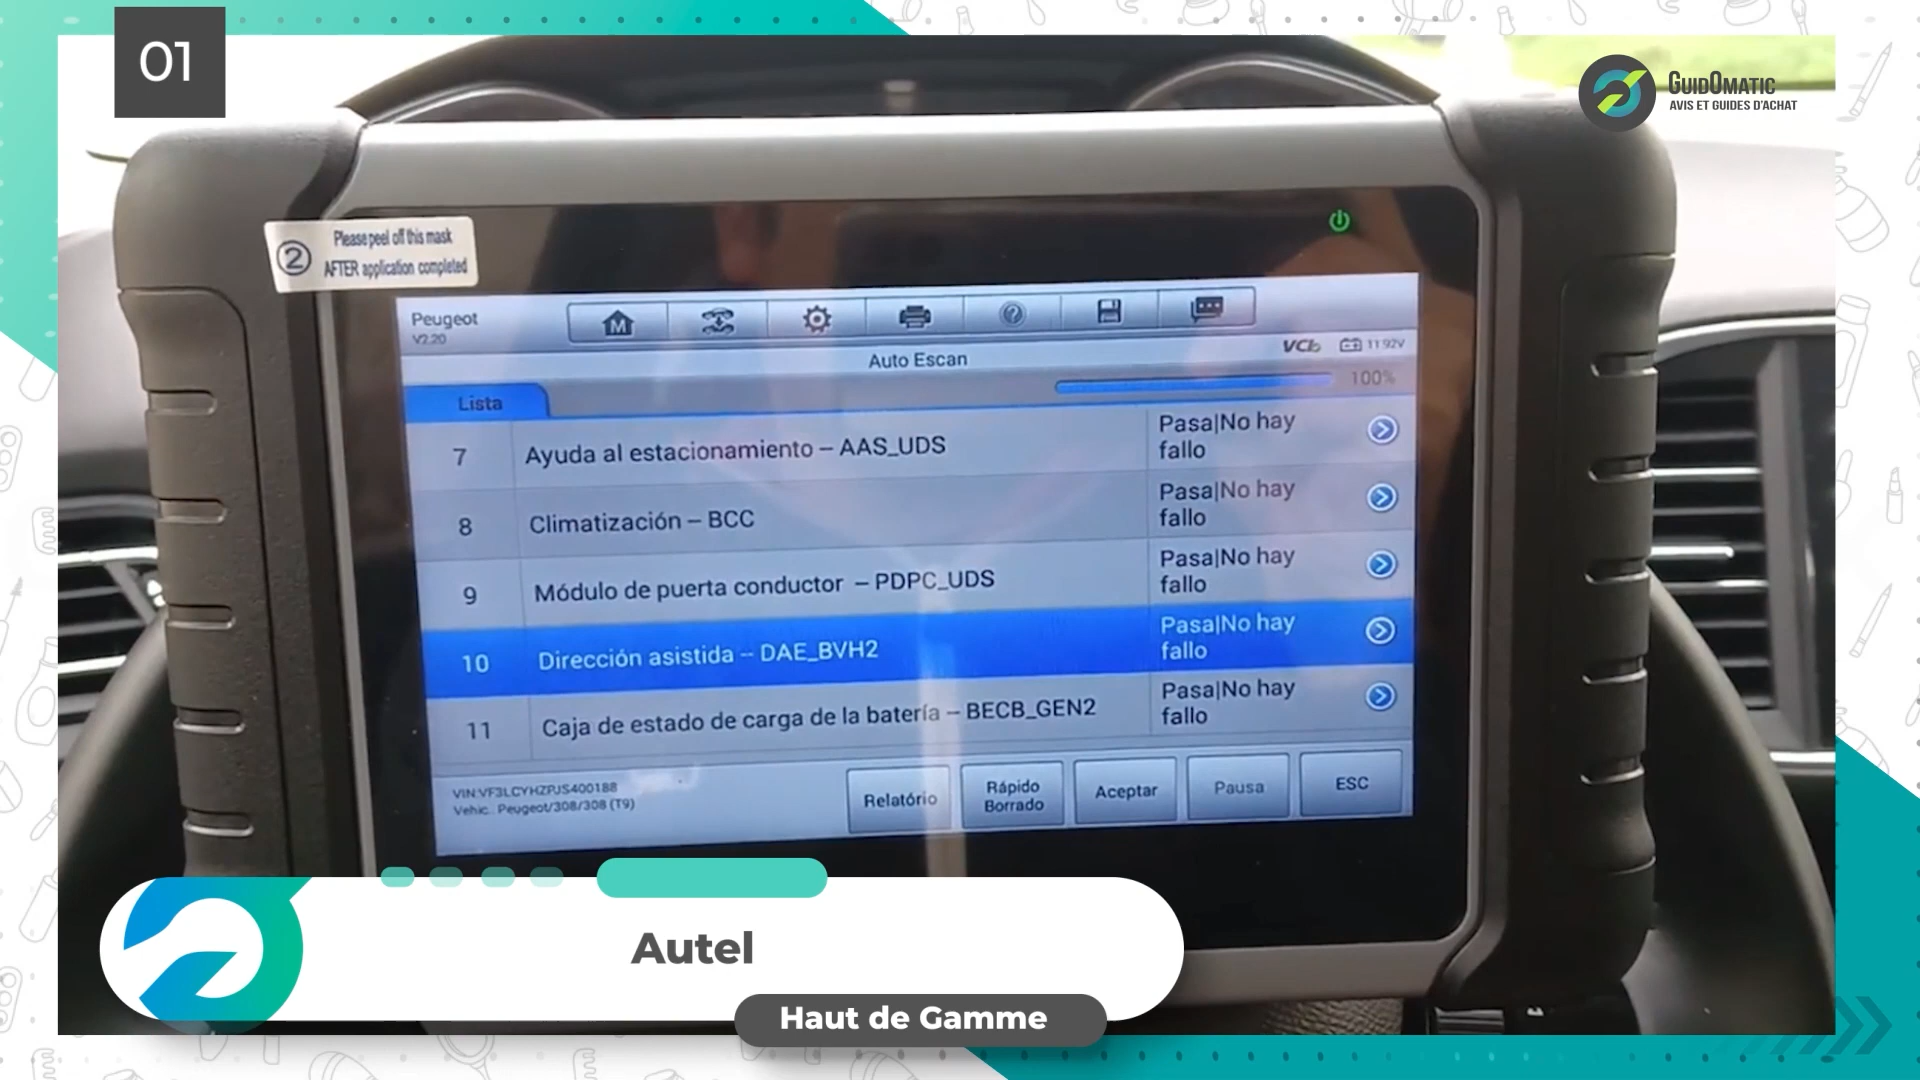 01
GUIDOMATIC
AVIS ET GUIDES D'ACHAT
2
Please peel off this mask
AFTER application completed
Peugeot
V2.20
M
?
Auto Escan
VCI
11.92V
Lista
100%
7 Ayuda al estacionamiento – AAS_UDS Pasa|No hay fallo
8 Climatización – BCC Pasa|No hay fallo
9 Módulo de puerta conductor – PDPC_UDS Pasa|No hay fallo
10 Dirección asistida -- DAE_BVH2 Pasa|No hay fallo
11 Caja de estado de carga de la batería – BECB_GEN2 Pasa|No hay fallo
VIN:VF3LCYHZPJS400188
Vehic.: Peugeot/308/308 (T9)
Relatório
Rápido
Borrado
Aceptar
Pausa
ESC
Autel
Haut de Gamme